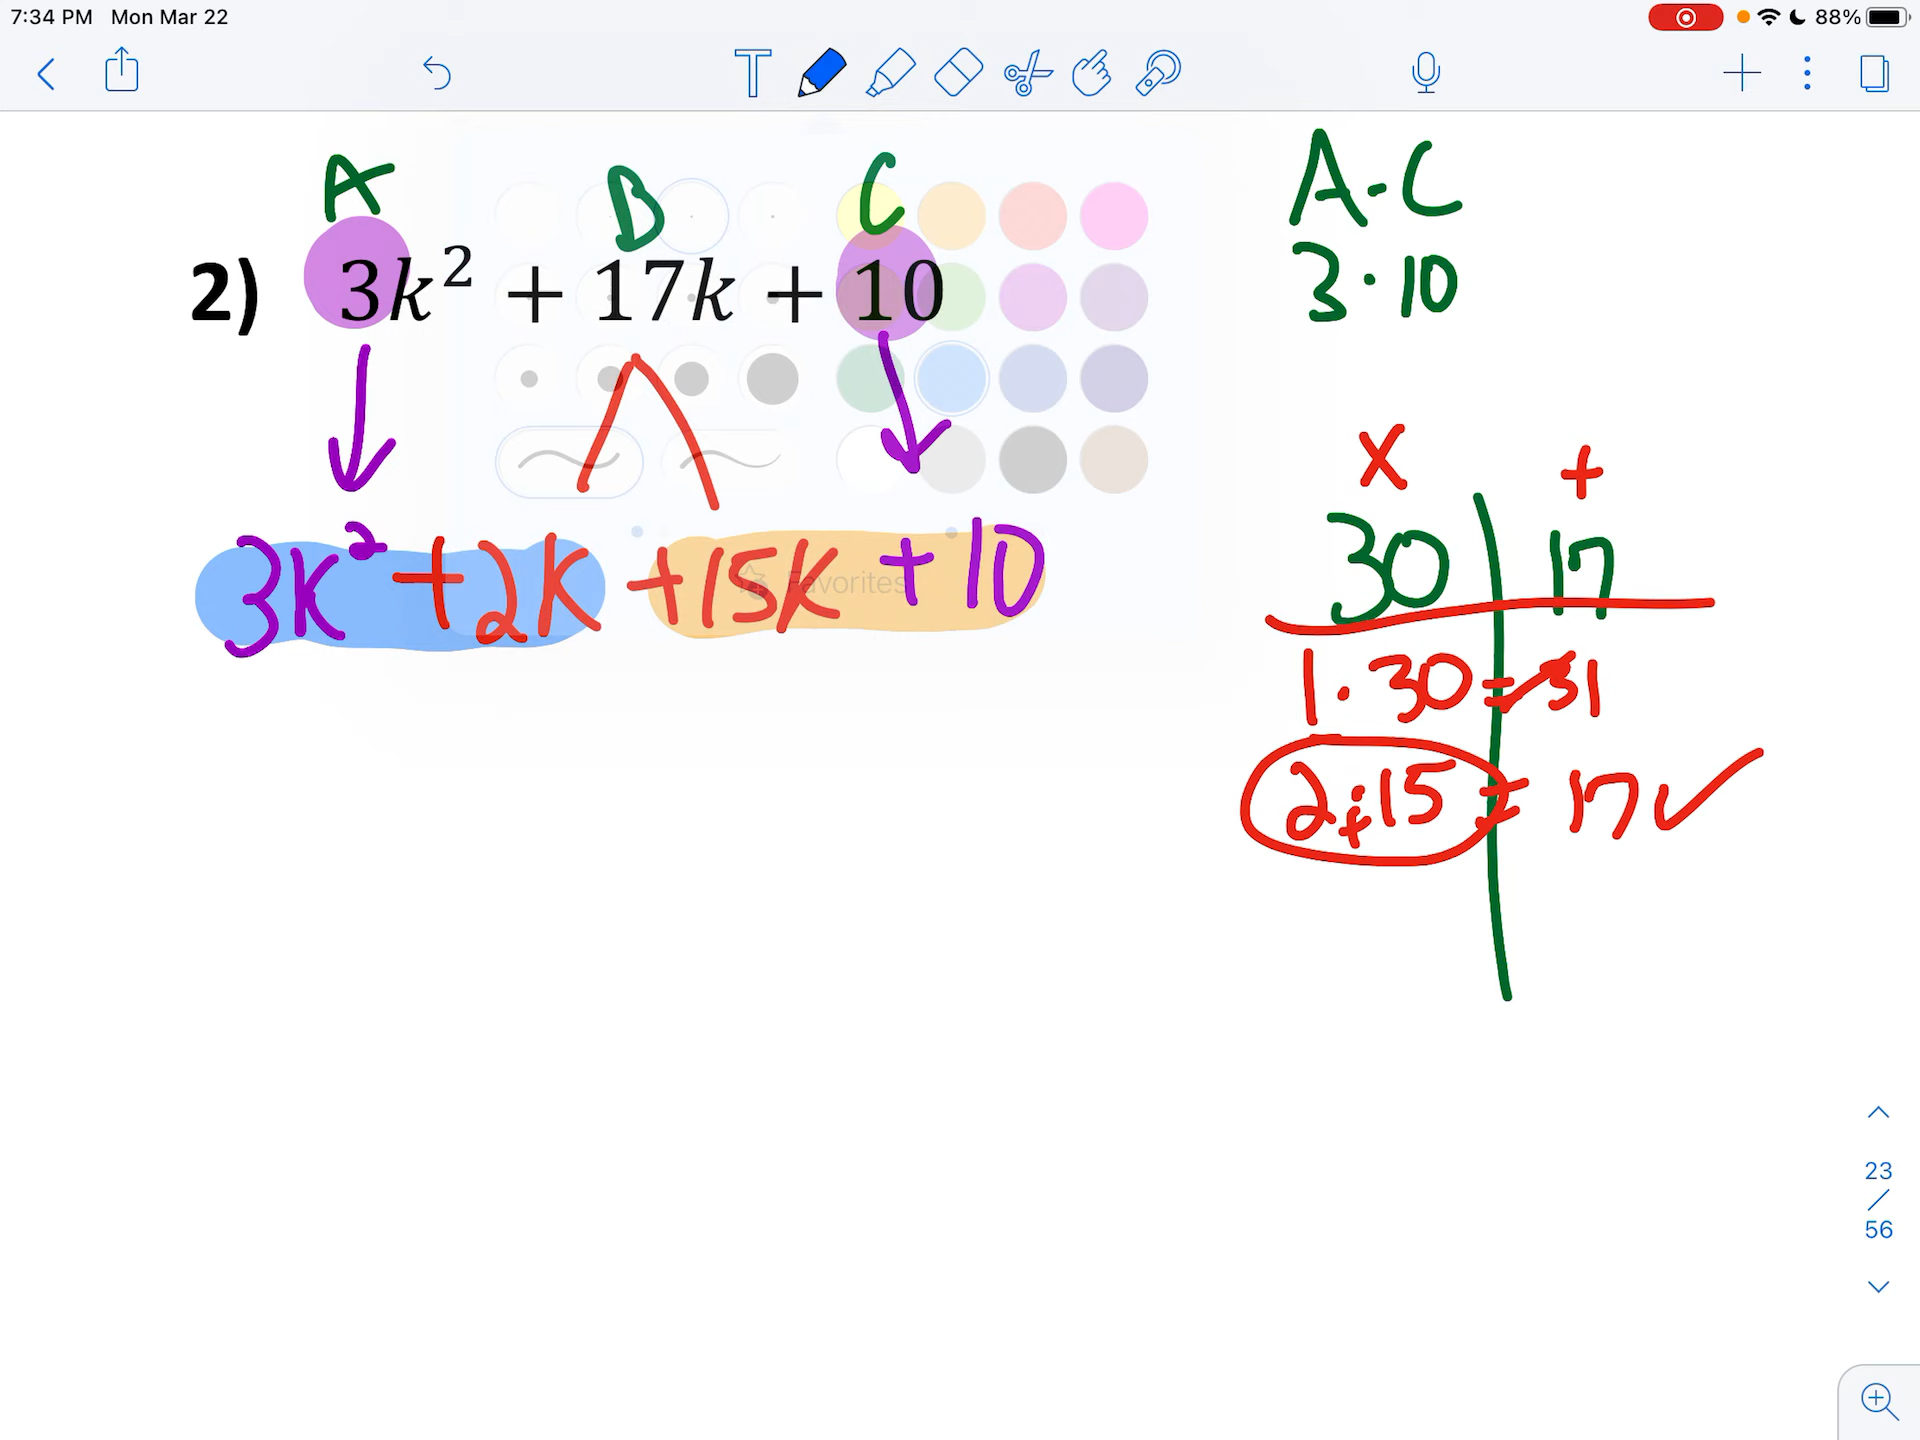 7:34 PM Mon Mar 22 88%
A B C
2) 3k² + 17k + 10
3k² + 2k + 15k + 10
Favorites
A · C
3 · 10
x +
30 17
1 · 30 = 31
2 · + 15 = 17 ✓
23
/
56